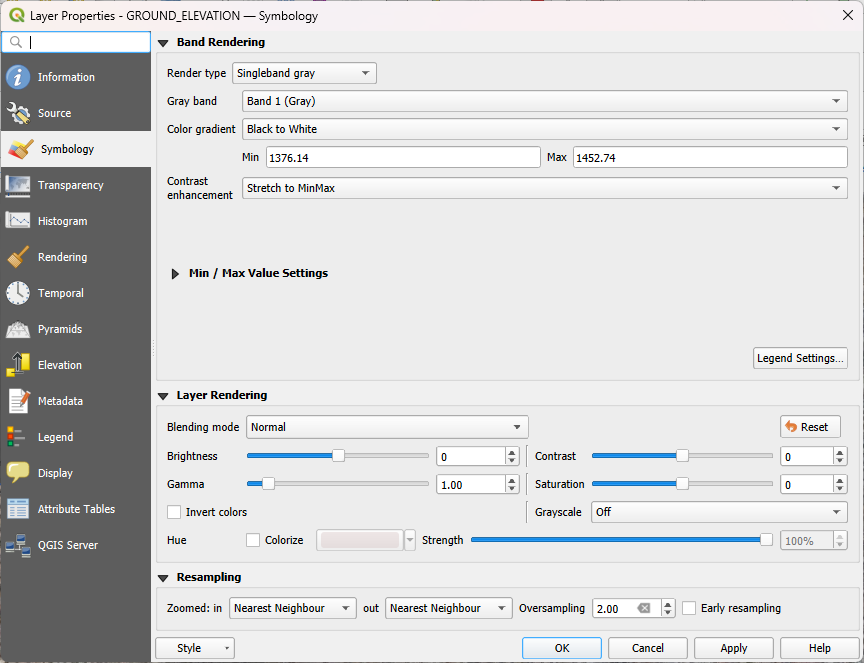 Layer Properties - GROUND_ELEVATION — Symbology
Information
Source
Symbology
Transparency
Histogram
Rendering
Temporal
Pyramids
Elevation
Metadata
Legend
Display
Attribute Tables
QGIS Server
Band Rendering
Render type Singleband gray
Gray band Band 1 (Gray)
Color gradient Black to White
Min 1376.14 Max 1452.74
Contrast
enhancement Stretch to MinMax
Min / Max Value Settings
Legend Settings...
Layer Rendering
Blending mode Normal Reset
Brightness 0 Contrast 0
Gamma 1.00 Saturation 0
Invert colors Grayscale Off
Hue Colorize Strength 100%
Resampling
Zoomed: in Nearest Neighbour out Nearest Neighbour Oversampling 2.00 Early resampling
Style OK Cancel Apply Help